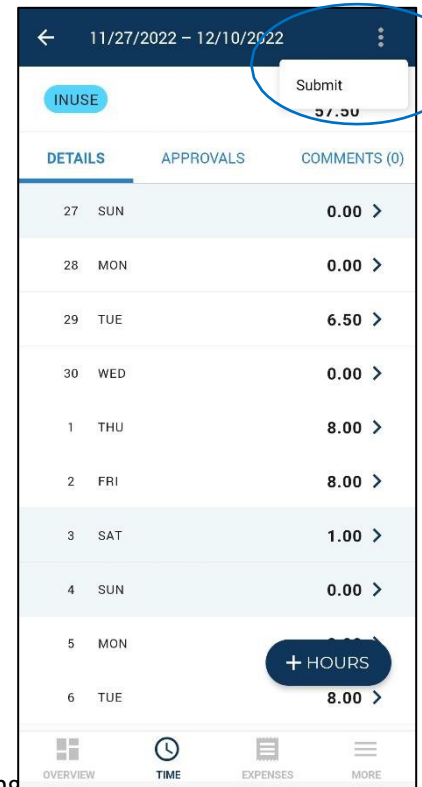 11/27/2022 – 12/10/2022
Submit
INUSE
57.50
DETAILS APPROVALS COMMENTS (0)
27 SUN 0.00
28 MON 0.00
29 TUE 6.50
30 WED 0.00
1 THU 8.00
2 FRI 8.00
3 SAT 1.00
4 SUN 0.00
5 MON
+ HOURS
6 TUE 8.00
OVERVIEW TIME EXPENSES MORE